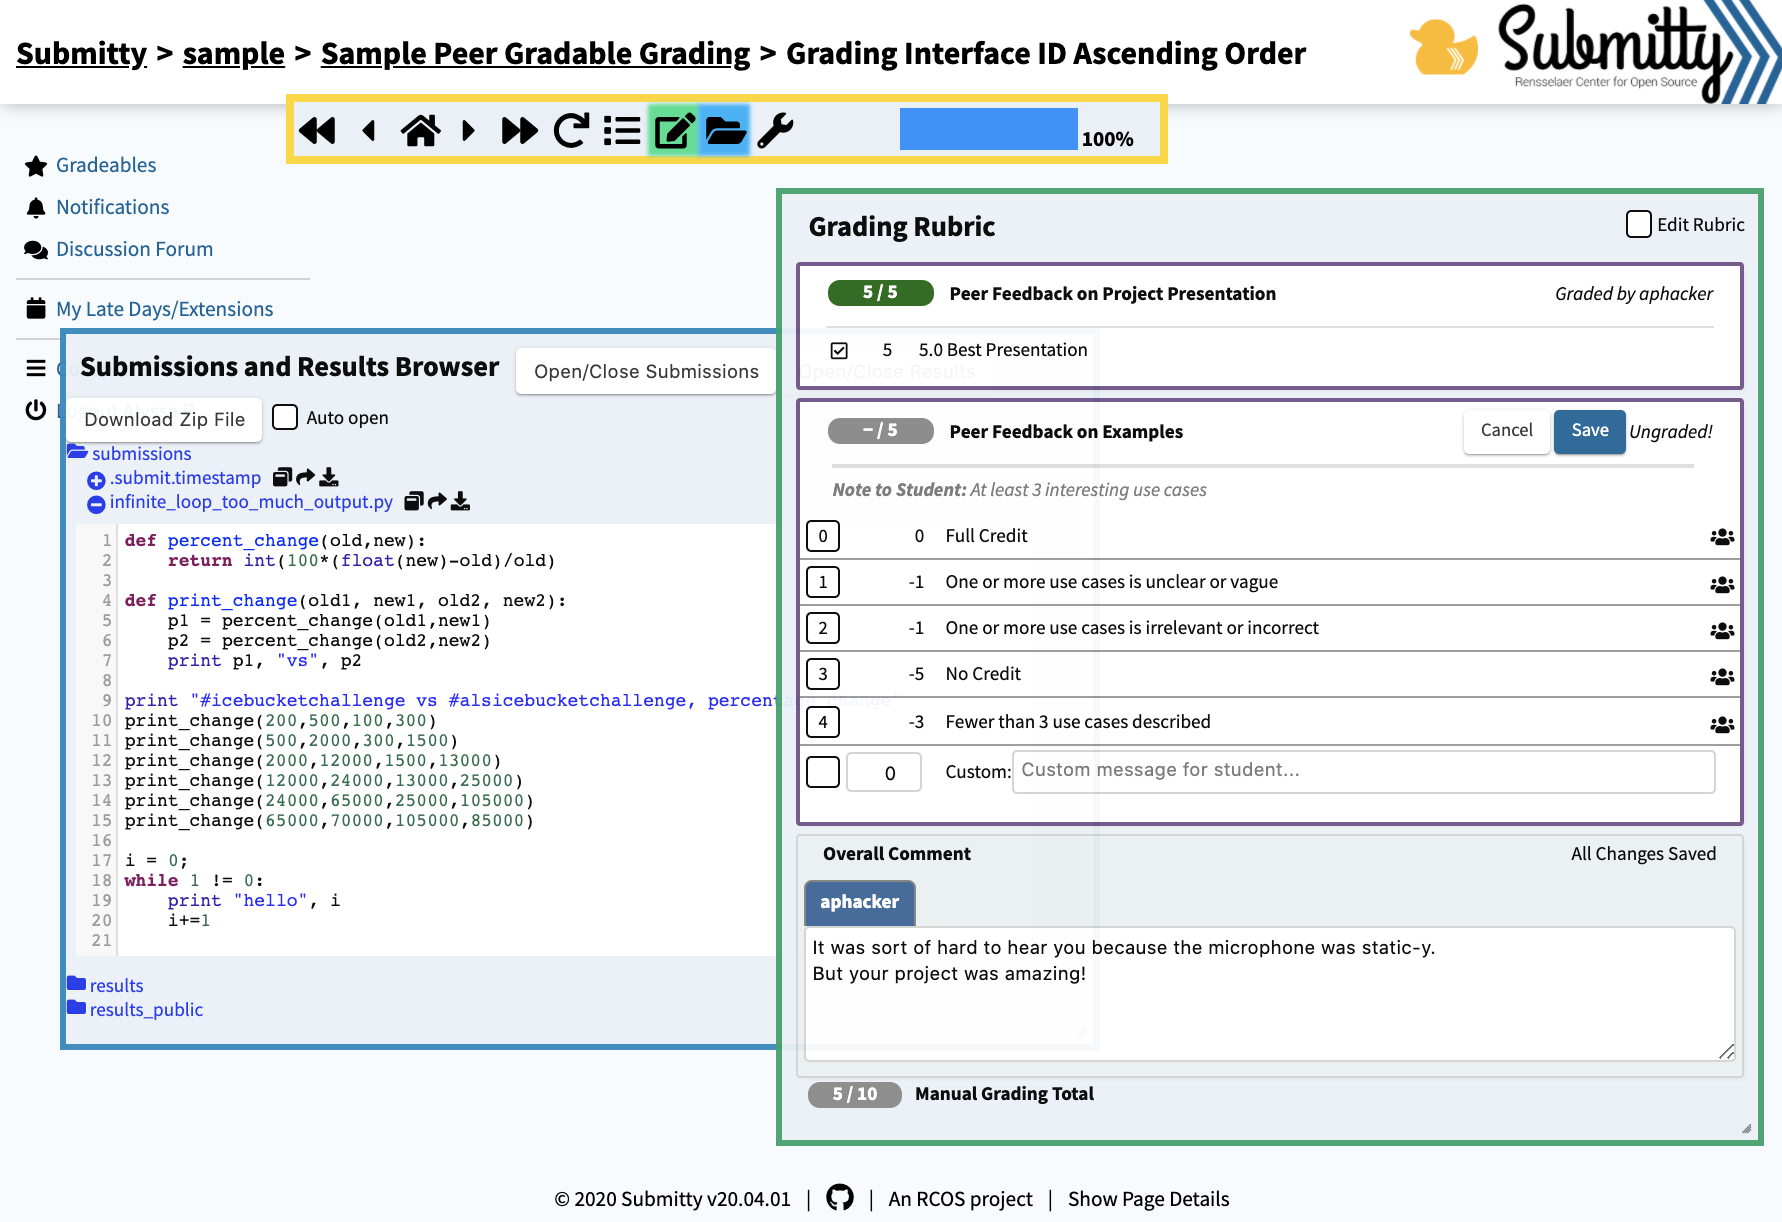 Submitty > sample > Sample Peer Gradable Grading > Grading Interface ID Ascending Order
Submitty
Rensselaer Center for Open Source
100%
Gradeables
Notifications
Discussion Forum
My Late Days/Extensions
Submissions and Results Browser
Open/Close Submissions
Open/Close Results
Download Zip File
Auto open
submissions
.submit.timestamp
infinite_loop_too_much_output.py
1 def percent_change(old,new):
2 return int(100*(float(new)-old)/old)
3
4 def print_change(old1, new1, old2, new2):
5 p1 = percent_change(old1,new1)
6 p2 = percent_change(old2,new2)
7 print p1, "vs", p2
8
9 print "#icebucketchallenge vs #alsicebucketchallenge, percentage change"
10 print_change(200,500,100,300)
11 print_change(500,2000,300,1500)
12 print_change(2000,12000,1500,13000)
13 print_change(12000,24000,13000,25000)
14 print_change(24000,65000,25000,105000)
15 print_change(65000,70000,105000,85000)
16
17 i = 0;
18 while 1 != 0:
19 print "hello", i
20 i+=1
21
results
results_public
Grading Rubric
Edit Rubric
5 / 5 Peer Feedback on Project Presentation Graded by aphacker
5 5.0 Best Presentation
– / 5 Peer Feedback on Examples Cancel Save Ungraded!
Note to Student: At least 3 interesting use cases
0 0 Full Credit
1 -1 One or more use cases is unclear or vague
2 -1 One or more use cases is irrelevant or incorrect
3 -5 No Credit
4 -3 Fewer than 3 use cases described
0 Custom: Custom message for student...
Overall Comment All Changes Saved
aphacker
It was sort of hard to hear you because the microphone was static-y.
But your project was amazing!
5 / 10 Manual Grading Total
© 2020 Submitty v20.04.01 | | An RCOS project | Show Page Details